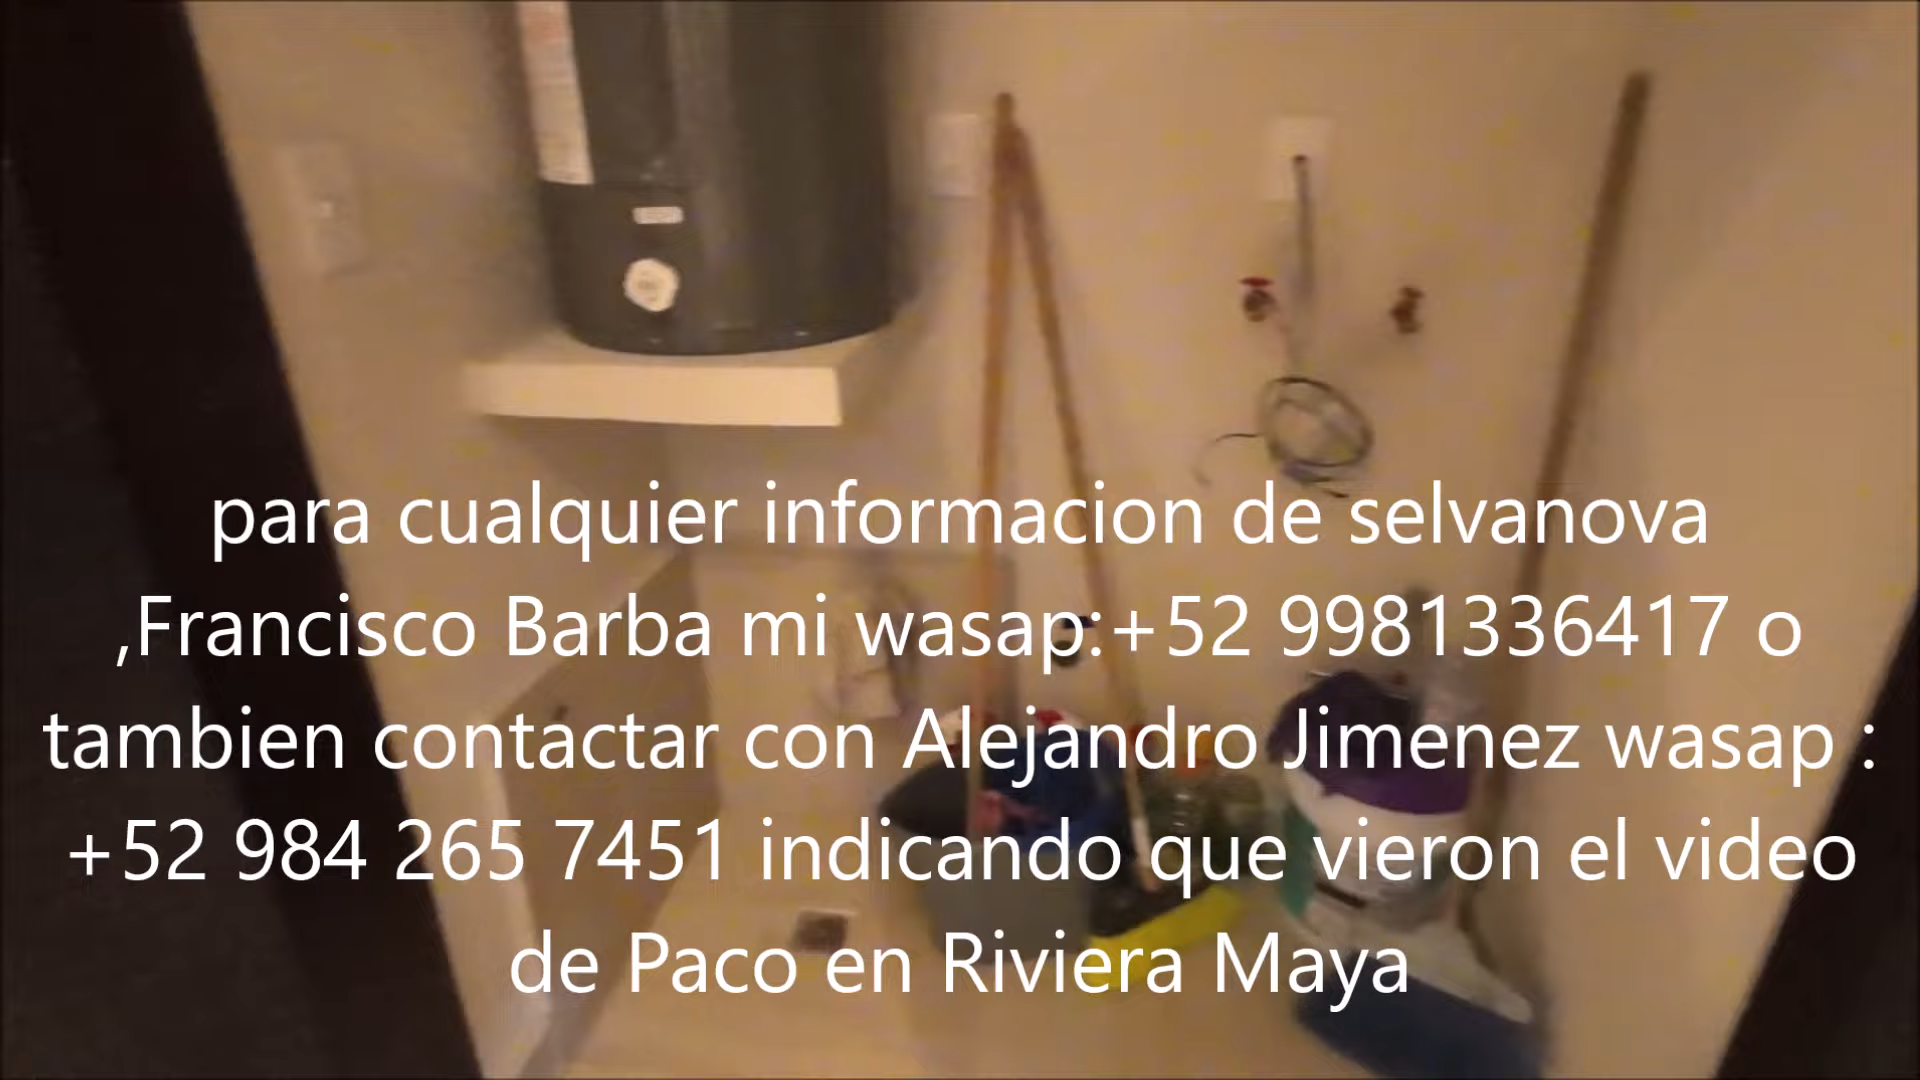 para cualquier informacion de selvanova
,Francisco Barba mi wasap:+52 9981336417 o
tambien contactar con Alejandro Jimenez wasap :
+52 984 265 7451 indicando que vieron el video
de Paco en Riviera Maya